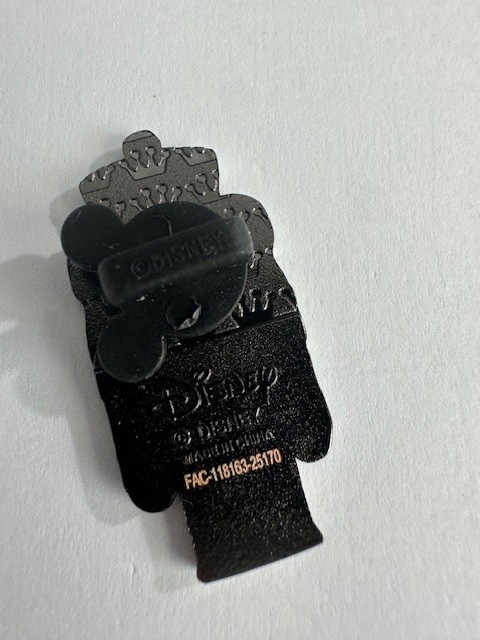 ©DISNEY
Disney
© DISNEY
MADE IN CHINA
FAC-118163-25170